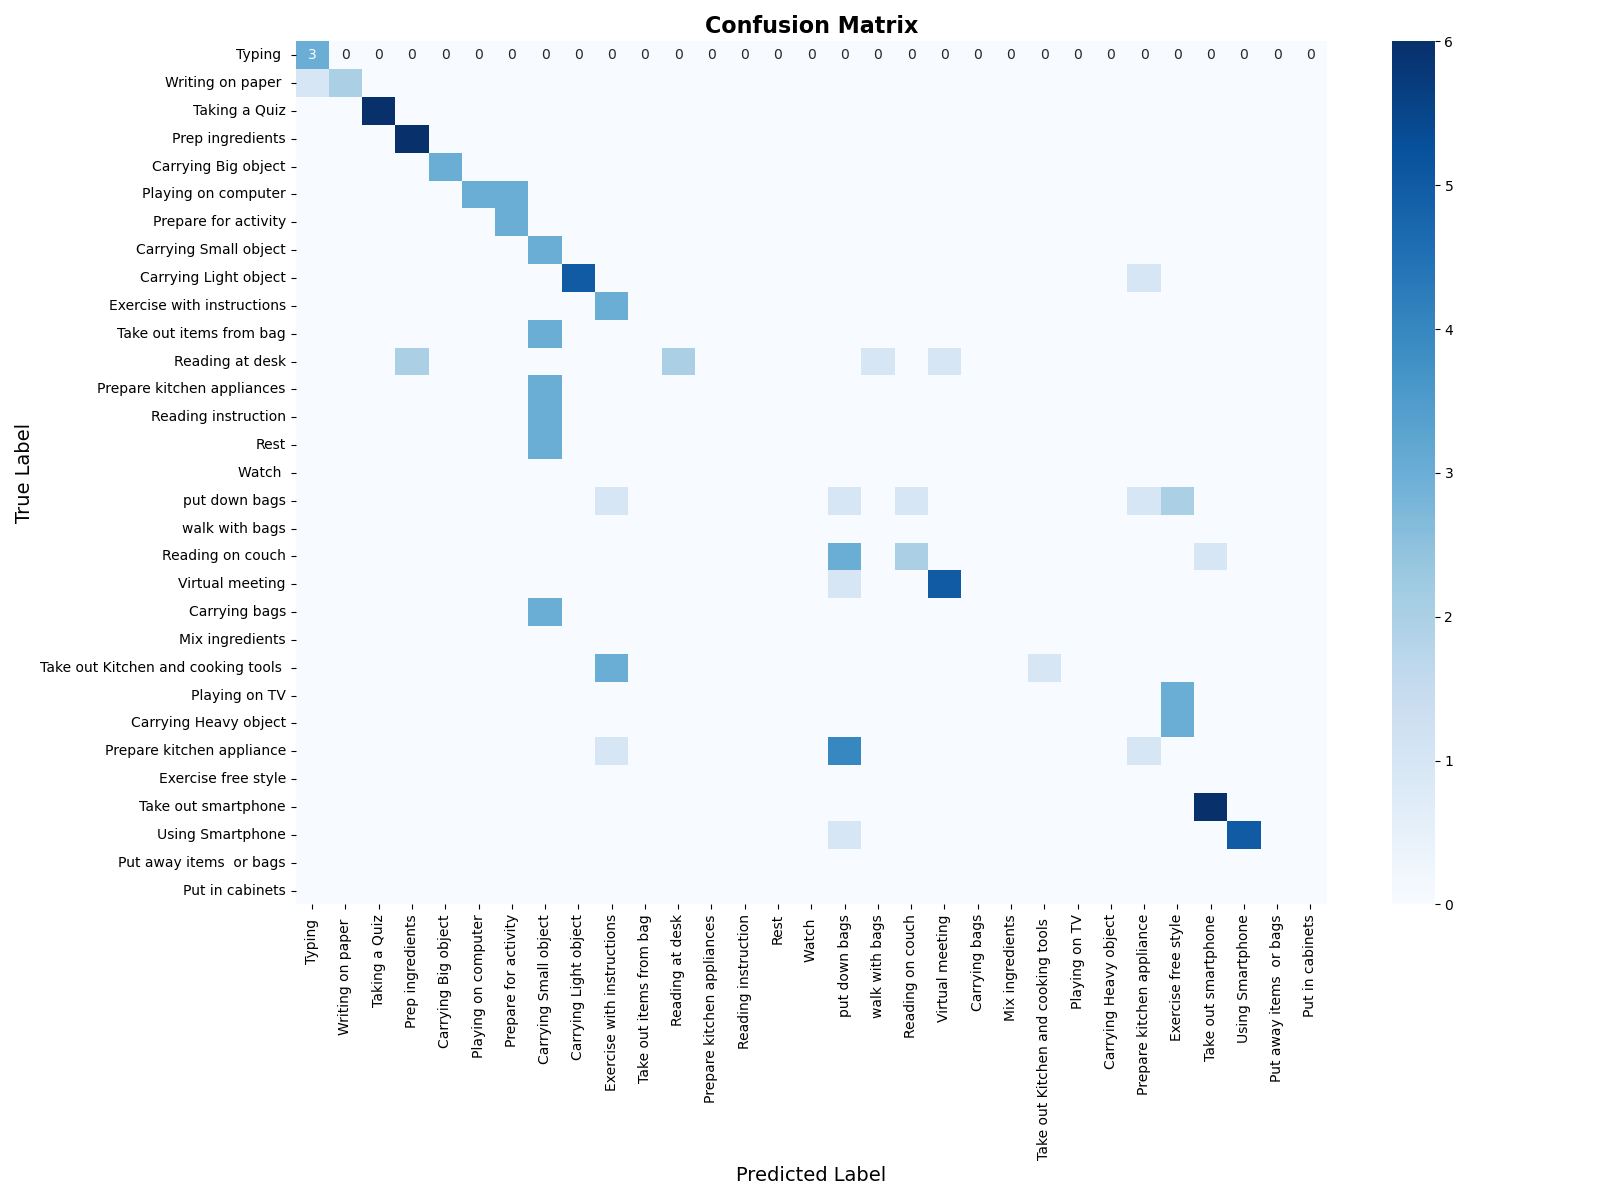 Confusion Matrix
Typing 3 0 0 0 0 0 0 0 0 0 0 0 0 0 0 0 0 0 0 0 0 0 0 0 0 0 0 0 0 0 0
Writing on paper
Taking a Quiz
Prep ingredients
Carrying Big object
Playing on computer
Prepare for activity
Carrying Small object
Carrying Light object
Exercise with instructions
Take out items from bag
Reading at desk
Prepare kitchen appliances
Reading instruction
Rest
Watch
put down bags
walk with bags
Reading on couch
Virtual meeting
Carrying bags
Mix ingredients
Take out Kitchen and cooking tools
Playing on TV
Carrying Heavy object
Prepare kitchen appliance
Exercise free style
Take out smartphone
Using Smartphone
Put away items  or bags
Put in cabinets
True Label
Typing
Writing on paper
Taking a Quiz
Prep ingredients
Carrying Big object
Playing on computer
Prepare for activity
Carrying Small object
Carrying Light object
Exercise with instructions
Take out items from bag
Reading at desk
Prepare kitchen appliances
Reading instruction
Rest
Watch
put down bags
walk with bags
Reading on couch
Virtual meeting
Carrying bags
Mix ingredients
Take out Kitchen and cooking tools
Playing on TV
Carrying Heavy object
Prepare kitchen appliance
Exercise free style
Take out smartphone
Using Smartphone
Put away items  or bags
Put in cabinets
Predicted Label
6
5
4
3
2
1
0